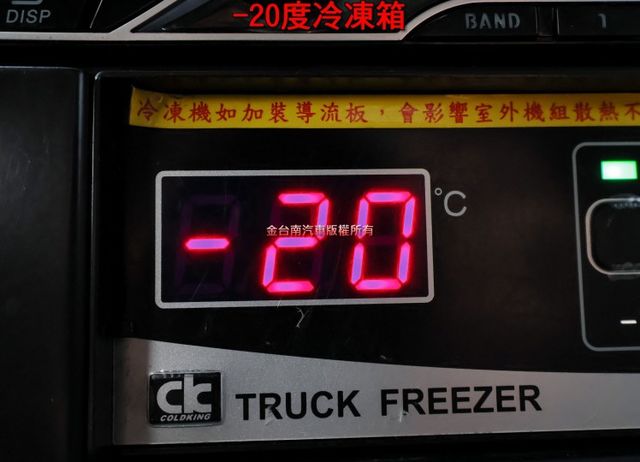 DISP
-20度冷凍箱
BAND
1
冷凍機如加裝導流板，會影響室外機組散熱不
-20 °C
金台南汽車版權所有
ck
COLDKING
TRUCK FREEZER